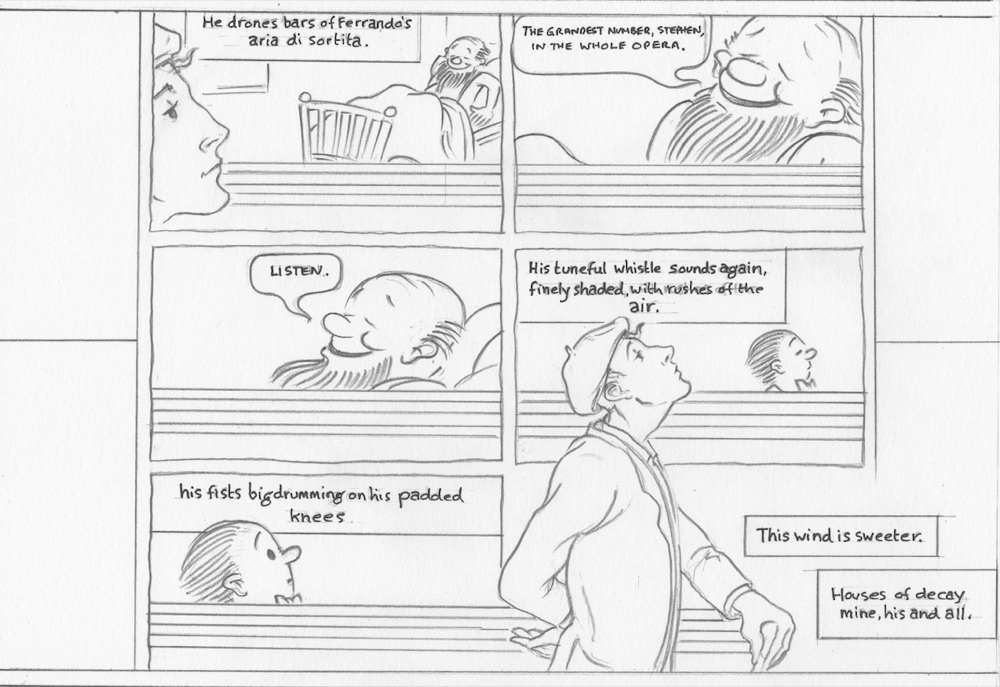 He drones bars of Ferrando's
aria di sortita.
THE GRANDEST NUMBER, STEPHEN,
IN THE WHOLE OPERA.
LISTEN.
His tuneful whistle sounds again,
finely shaded, with rushes of the
air.
his fists bigdrumming on his padded
knees
This wind is sweeter.
Houses of decay
mine, his and all.